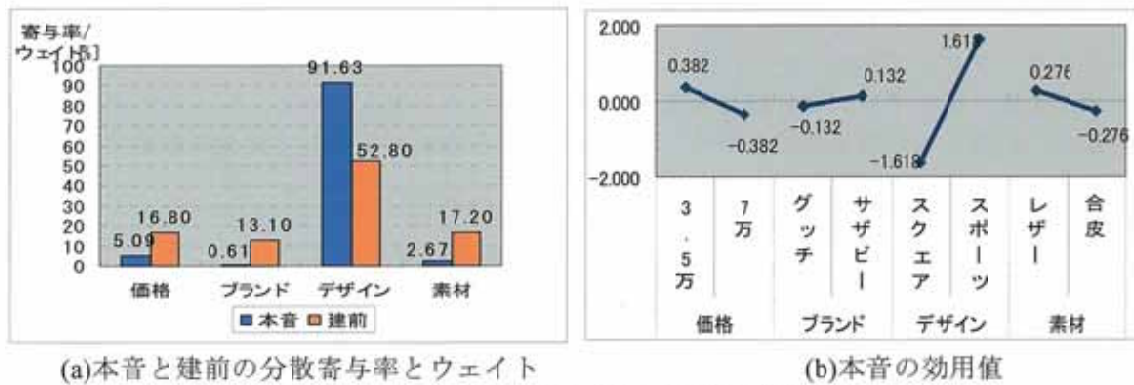 寄与率/
ウェイト[%]
100
90
80
70
60
50
40
30
20
10
0
5.09
16.80
0.61
13.10
91.63
52.80
2.67
17.20
価格
ブランド
デザイン
素材
本音
建前
(a)本音と建前の分散寄与率とウェイト
2.000
0.000
-2.000
0.382
-0.382
-0.132
0.132
-1.618
1.618
0.276
-0.276
3.5万
7万
グッチ
サザビー
スクェア
スポーツ
レザー
合皮
価格
ブランド
デザイン
素材
(b)本音の効用値